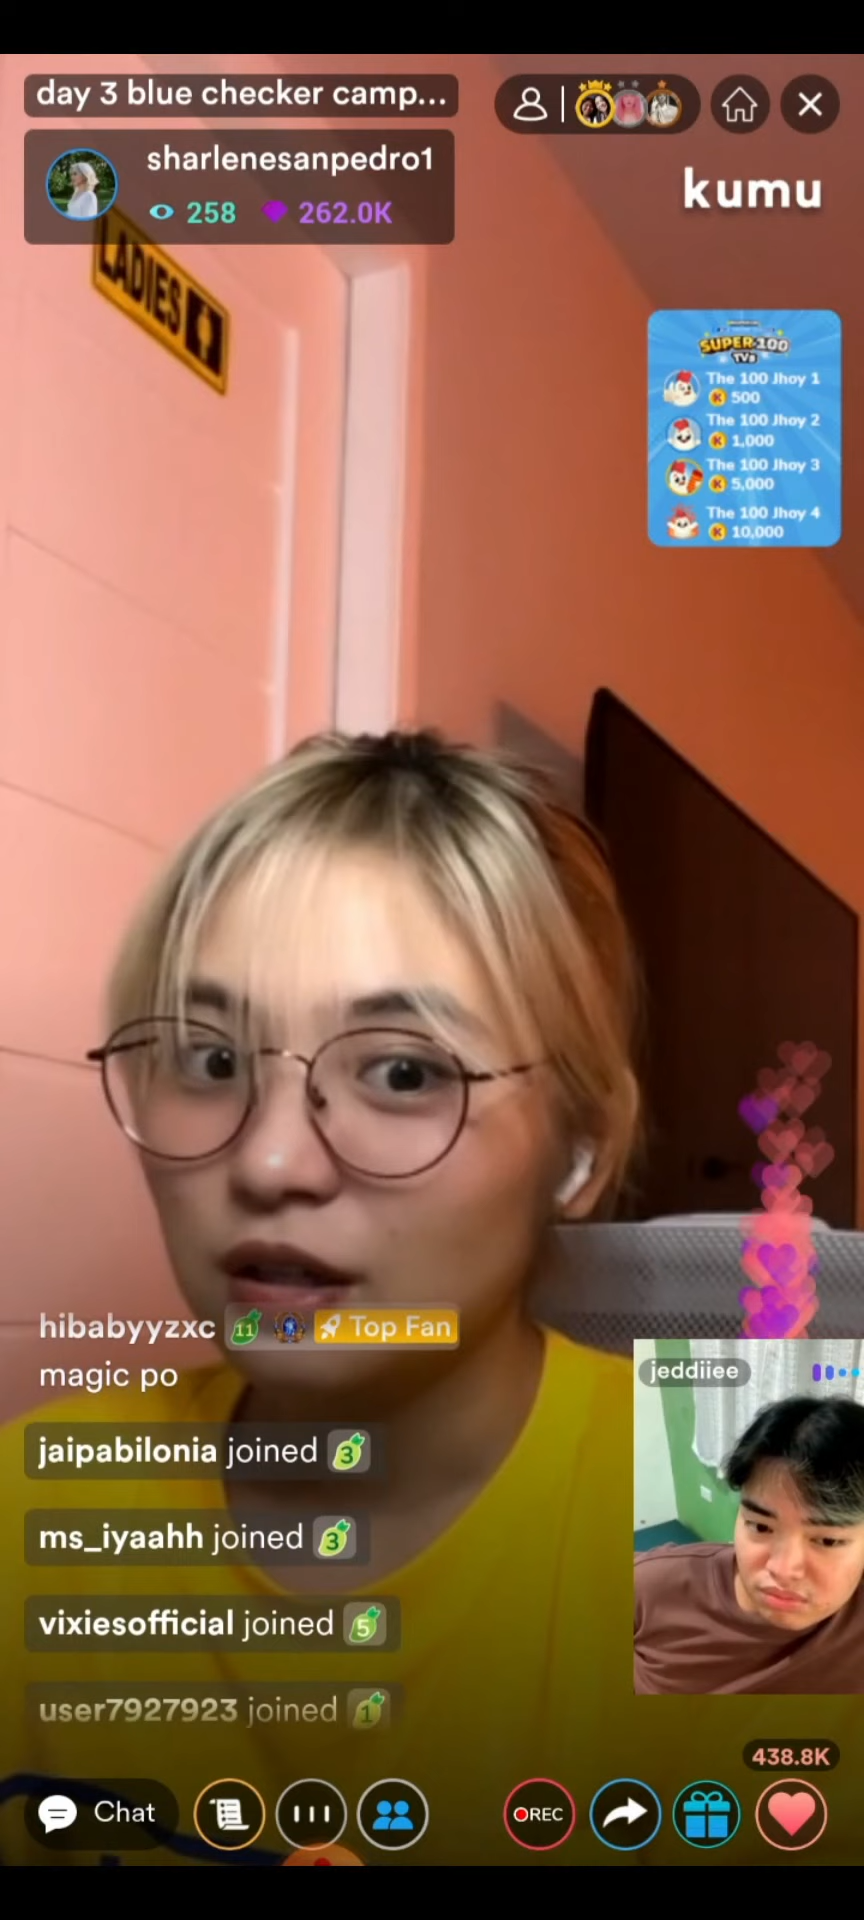 day 3 blue checker camp...
sharlenesanpedro1
258 262.0K
kumu
LADIES
SUPER 100
TVs
The 100 Jhoy 1
K 500
The 100 Jhoy 2
K 1,000
The 100 Jhoy 3
K 5,000
The 100 Jhoy 4
K 10,000
hibabyyzxc 11 Top Fan
magic po
jeddiiee
jaipabilonia joined 3
ms_iyaahh joined 3
vixiesofficial joined 5
user7927923 joined 1
438.8K
Chat
REC